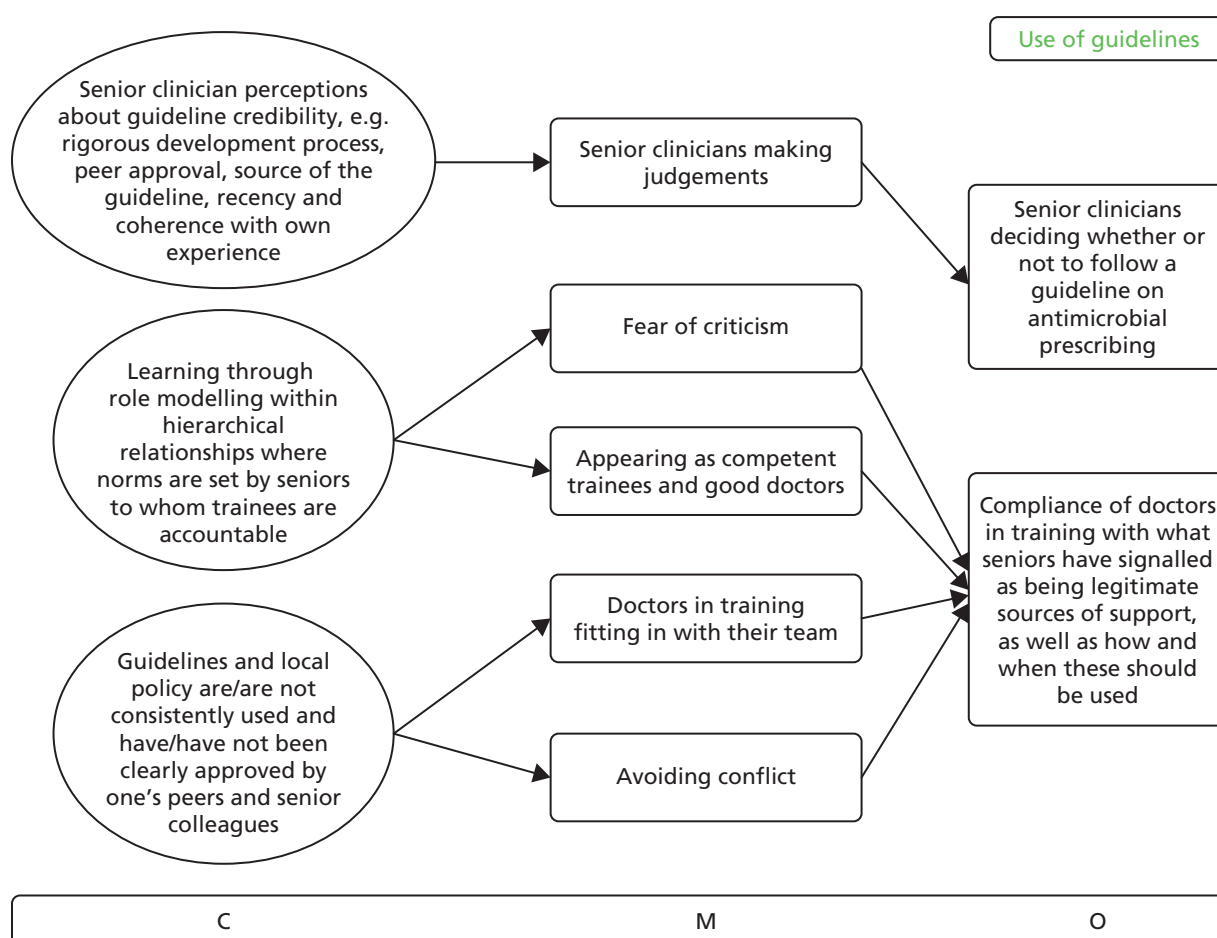 Use of guidelines
Senior clinician perceptions
about guideline credibility, e.g.
rigorous development process,
peer approval, source of the
guideline, recency and
coherence with own
experience
Senior clinicians making
judgements
Senior clinicians
deciding whether or
not to follow a
guideline on
antimicrobial
prescribing
Learning through
role modelling within
hierarchical
relationships where
norms are set by seniors
to whom trainees are
accountable
Fear of criticism
Appearing as competent
trainees and good doctors
Guidelines and local
policy are/are not
consistently used and
have/have not been
clearly approved by
one's peers and senior
colleagues
Doctors in training
fitting in with their team
Avoiding conflict
Compliance of doctors
in training with what
seniors have signalled
as being legitimate
sources of support,
as well as how and
when these should
be used
C
M
O